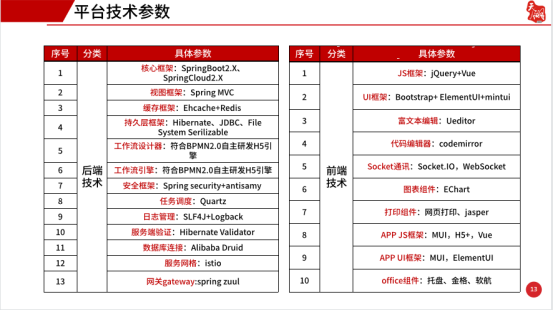 平台技术参数
序号 分类 具体参数
1 核心框架：SpringBoot2.X、
SpringCloud2.X
2 视图框架：Spring MVC
3 缓存框架：Ehcache+Redis
4 持久层框架：Hibernate、JDBC、File
System Serilizable
5 工作流设计器：符合BPMN2.0自主研发H5引
擎
6 工作流引擎：符合BPMN2.0自主研发H5引擎
后端
技术
7 安全框架：Spring security+antisamy
8 任务调度：Quartz
9 日志管理：SLF4J+Logback
10 服务端验证：Hibernate Validator
11 数据库连接：Alibaba Druid
12 服务网格：istio
13 网关gateway:spring zuul
序号 分类 具体参数
1 JS框架：jQuery+Vue
2 UI框架：Bootstrap+ ElementUI+mintui
3 富文本编辑：Ueditor
4 代码编辑器：codemirror
5 Socket通讯：Socket.IO，WebSocket
前端
技术
6 图表组件：EChart
7 打印组件：网页打印、jasper
8 APP JS框架：MUI，H5+，Vue
9 APP UI框架：MUI，ElementUI
10 office组件：托盘、金格、软航
13